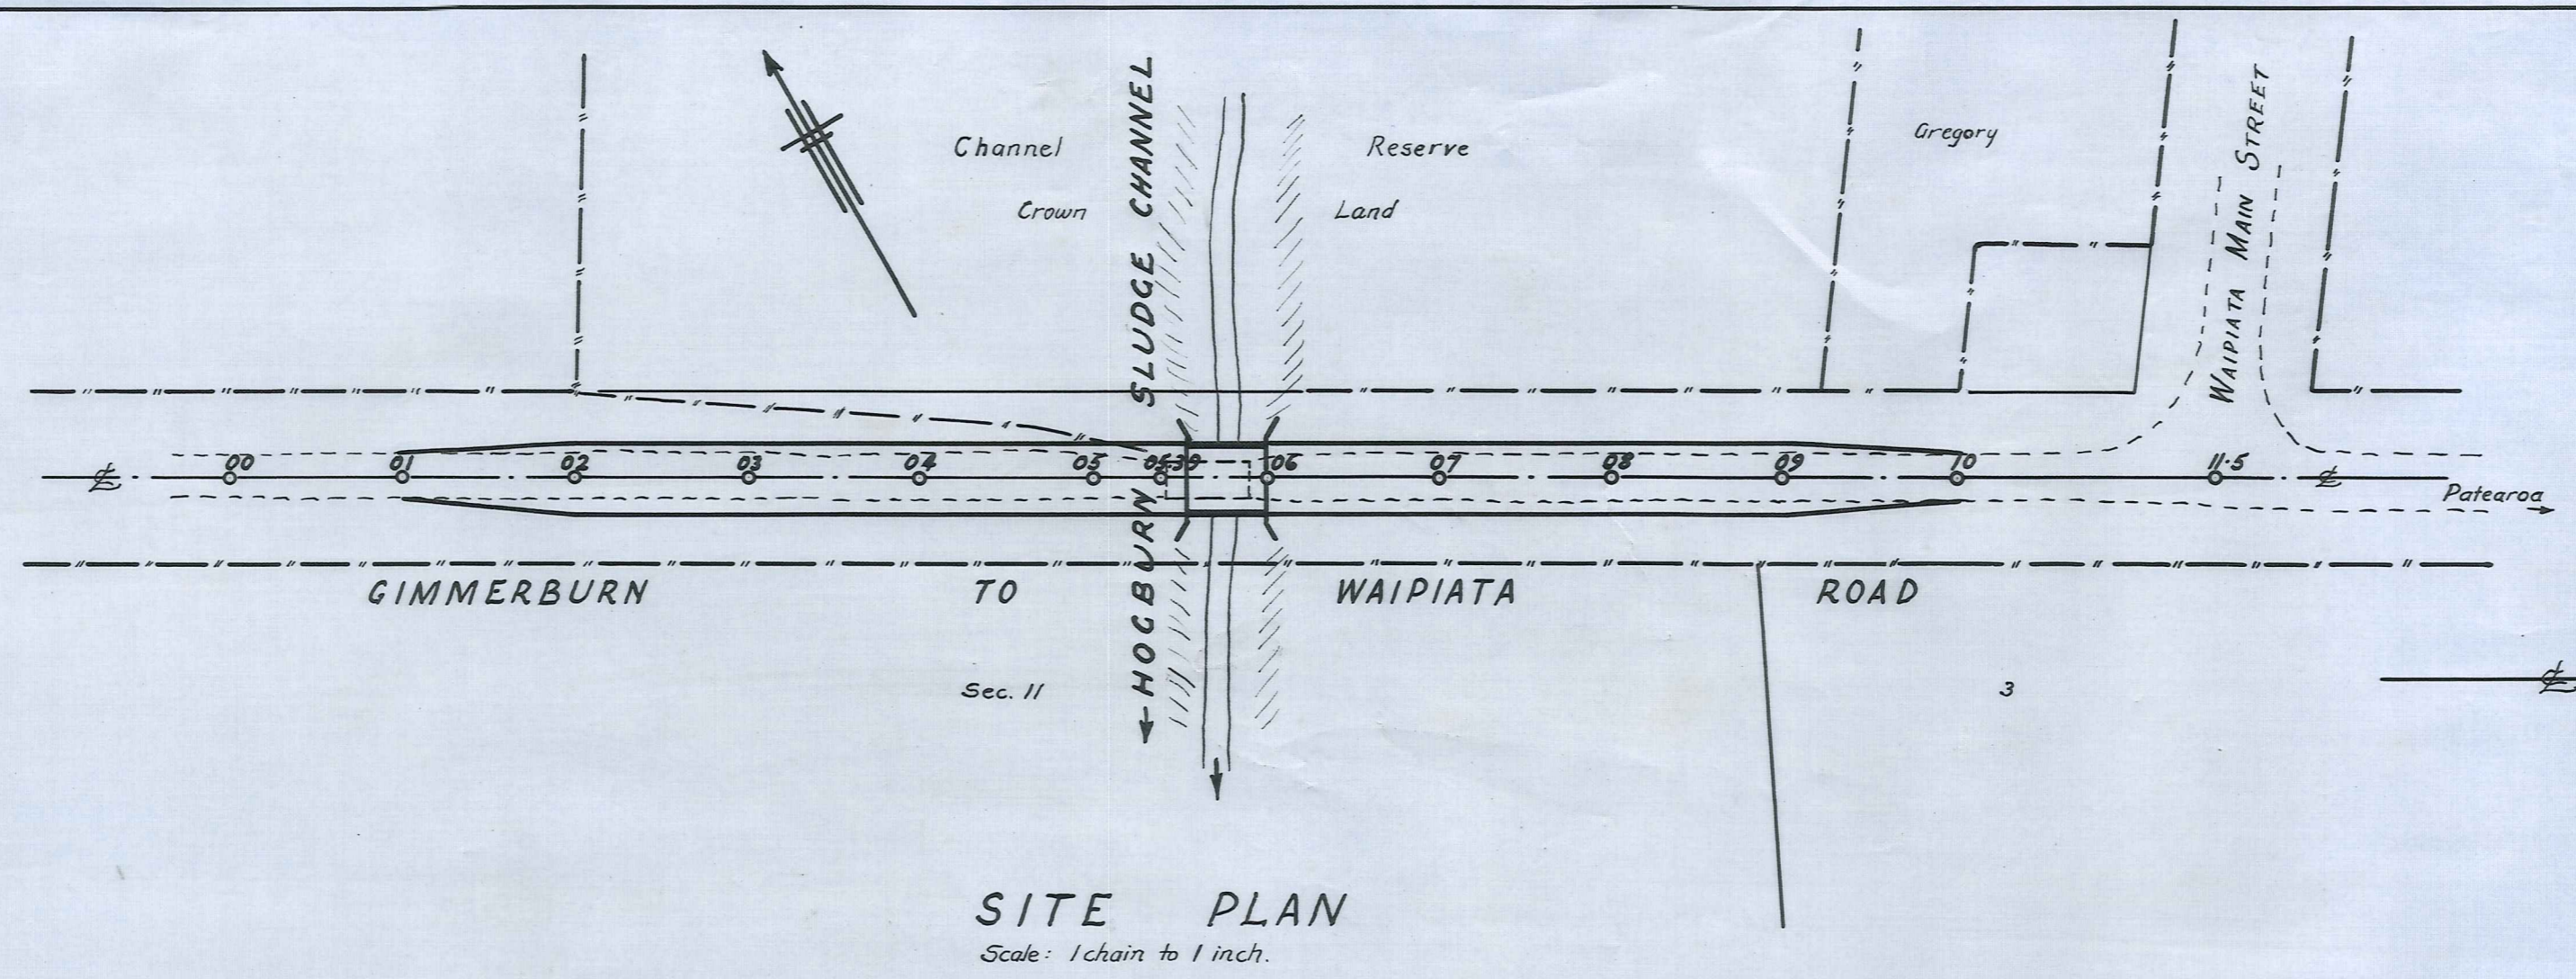 Channel Reserve
Crown Land
Gregory
WAIPIATA MAIN STREET
← HOGBURN SLUDGE CHANNEL
00 01 02 03 04 05 05·39 06 07 08 09 10 11·5
℄ ℄
Patearoa
GIMMERBURN TO WAIPIATA ROAD
Sec. 11
3
℄
SITE PLAN
Scale: 1 chain to 1 inch.